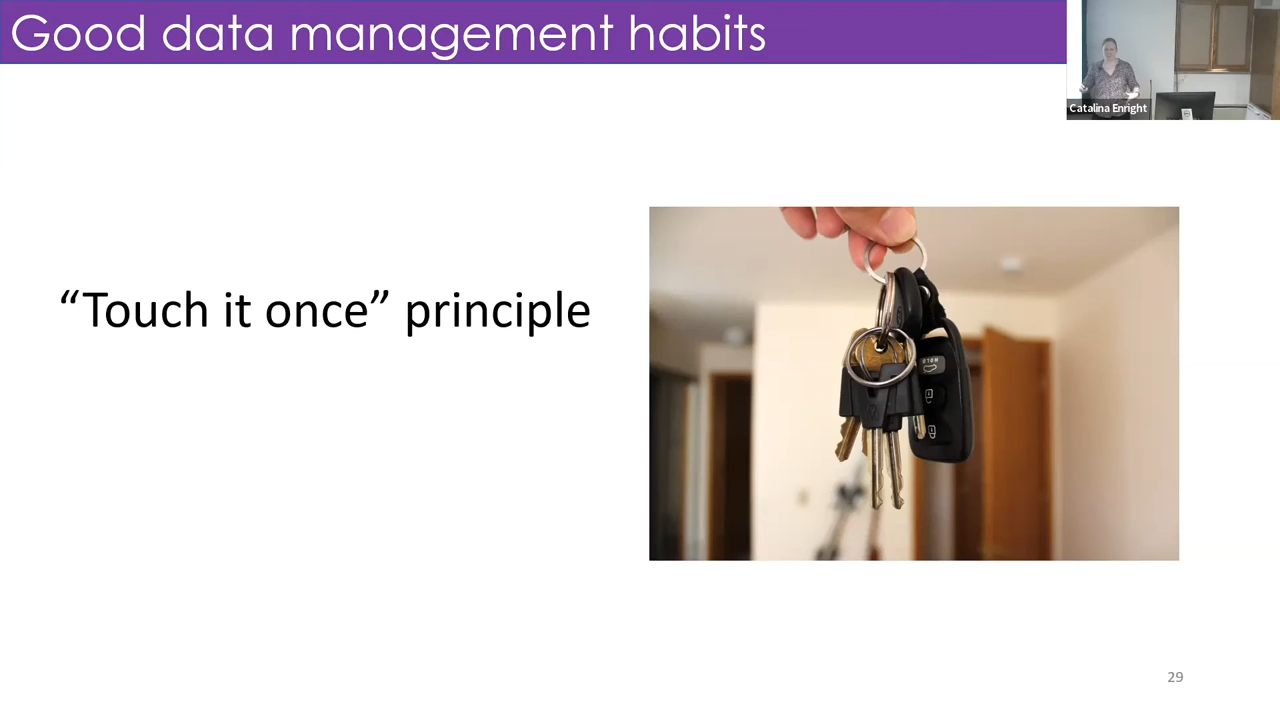 Good data management habits
Catalina Enright
“Touch it once” principle
29